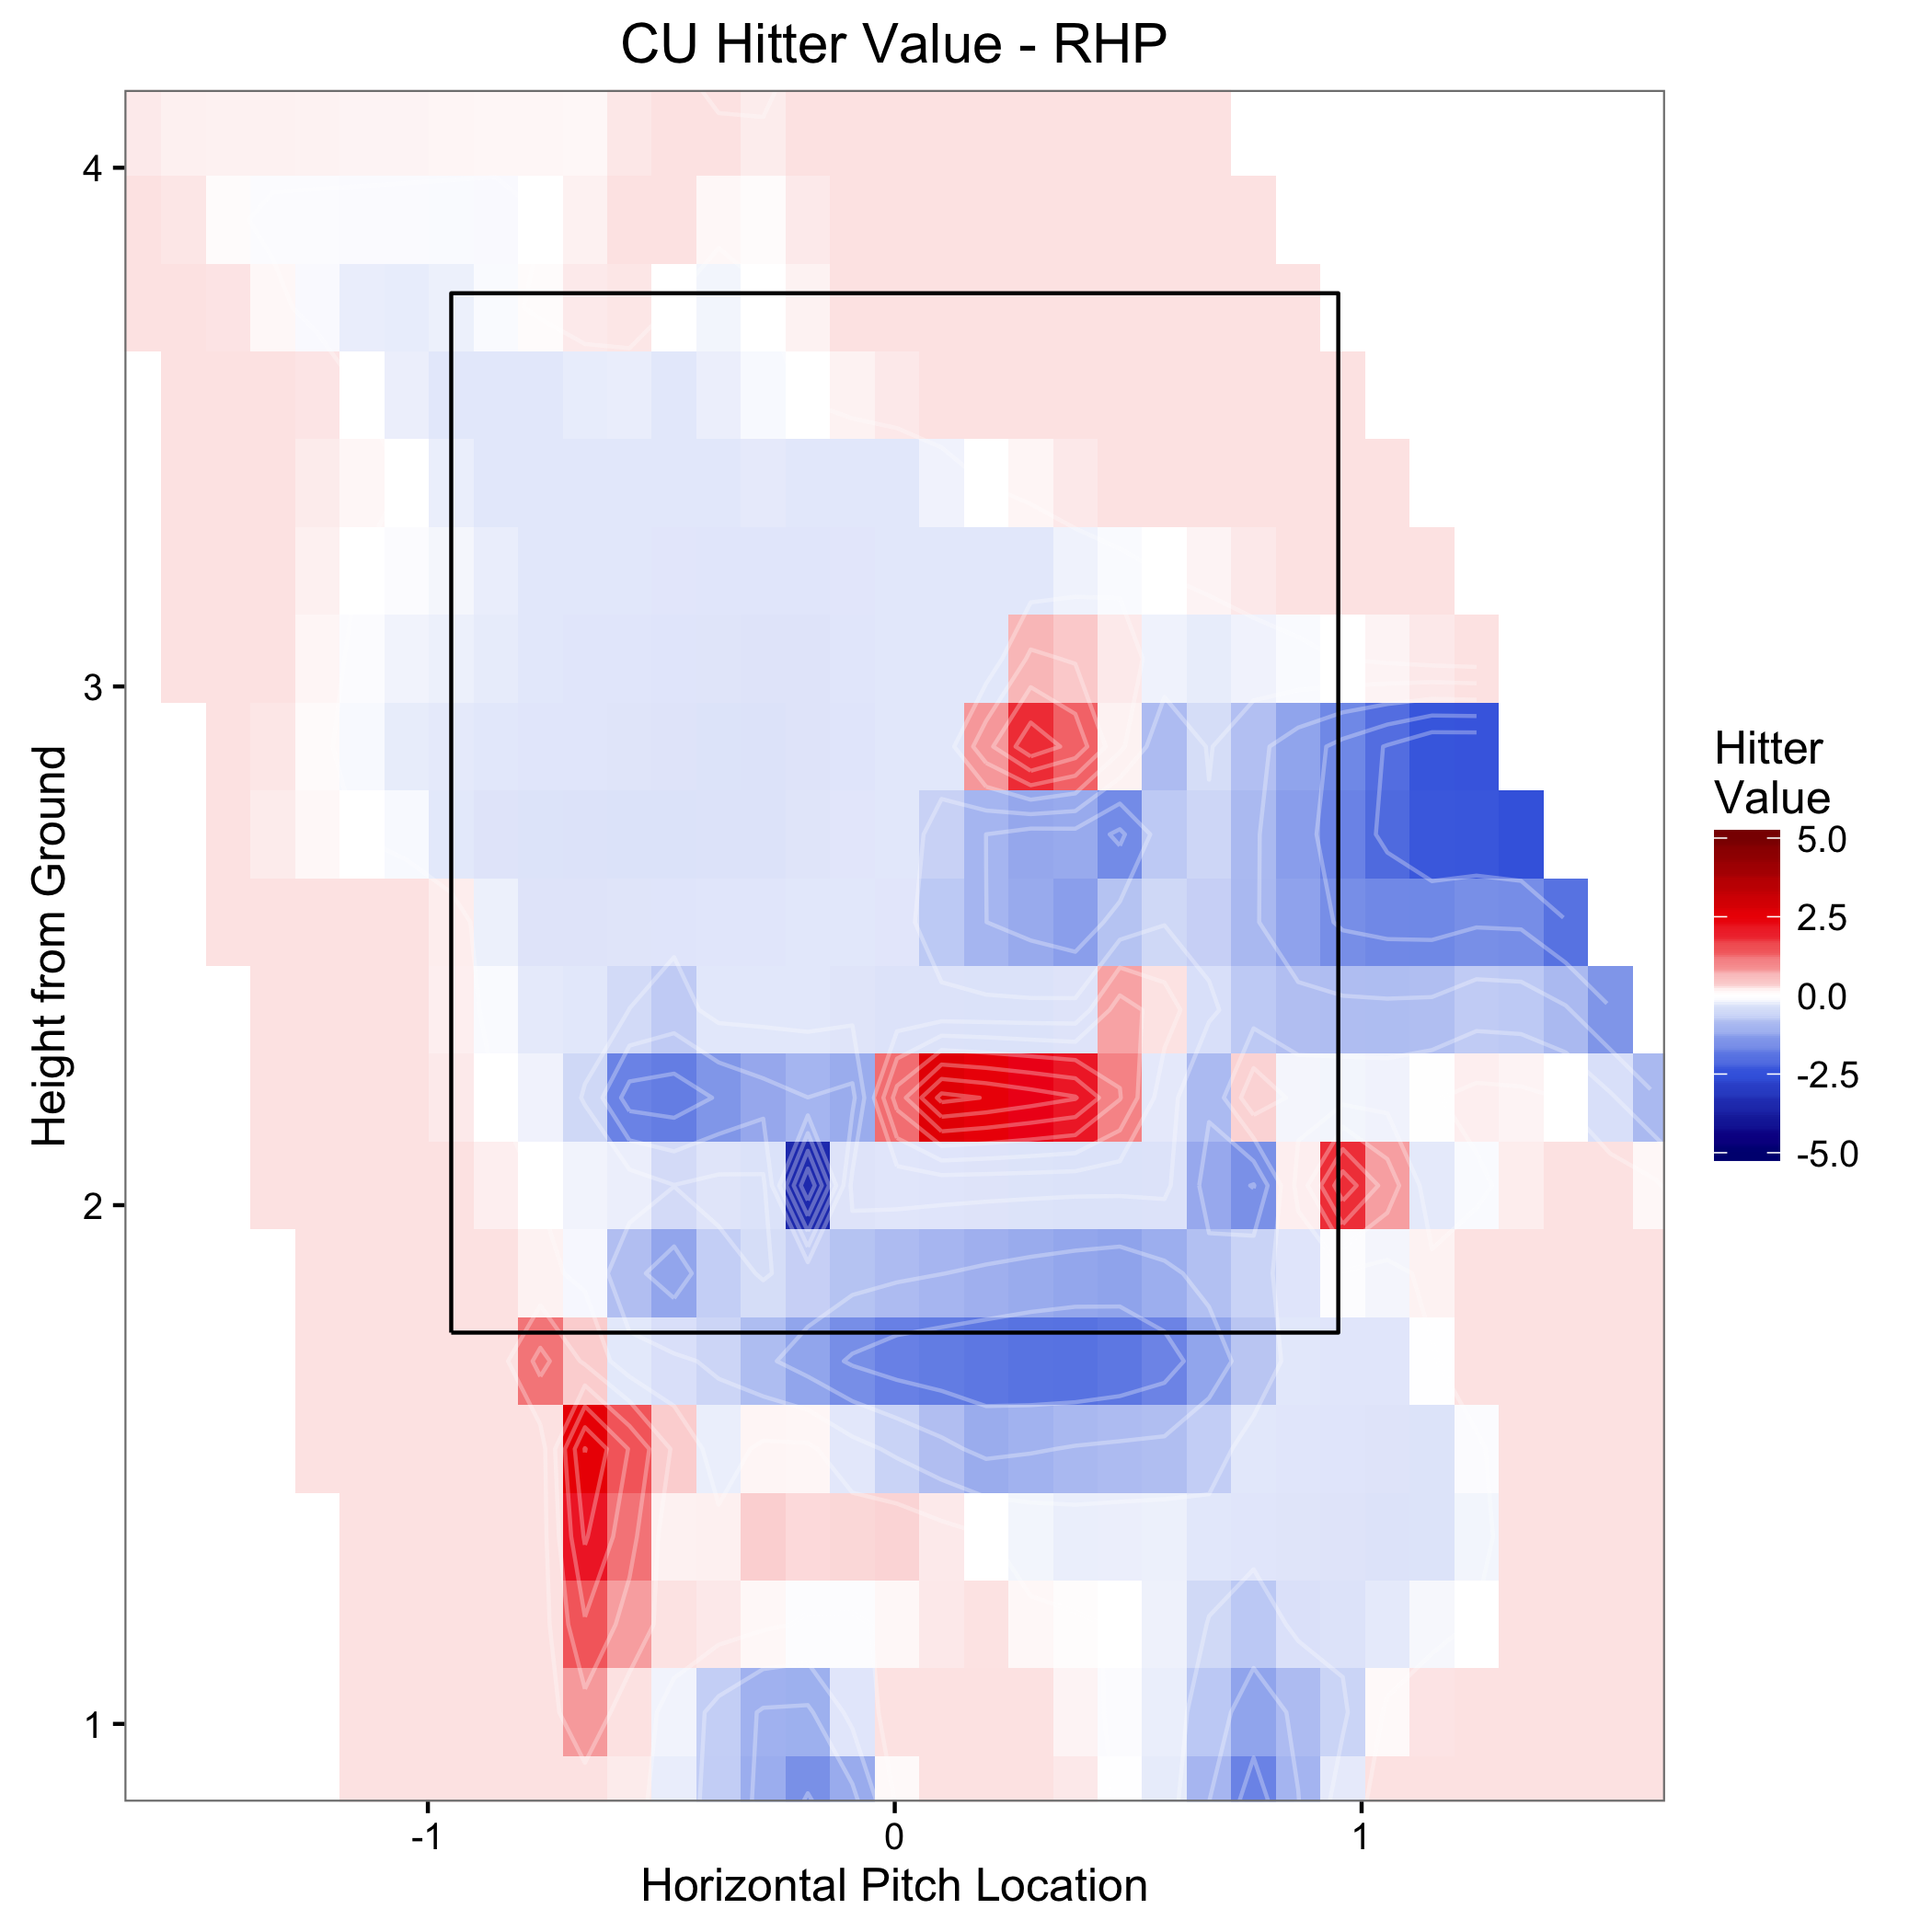 CU Hitter Value - RHP
4
3
2
1
Height from Ground
-1
0
1
Horizontal Pitch Location
Hitter
Value
5.0
2.5
0.0
-2.5
-5.0